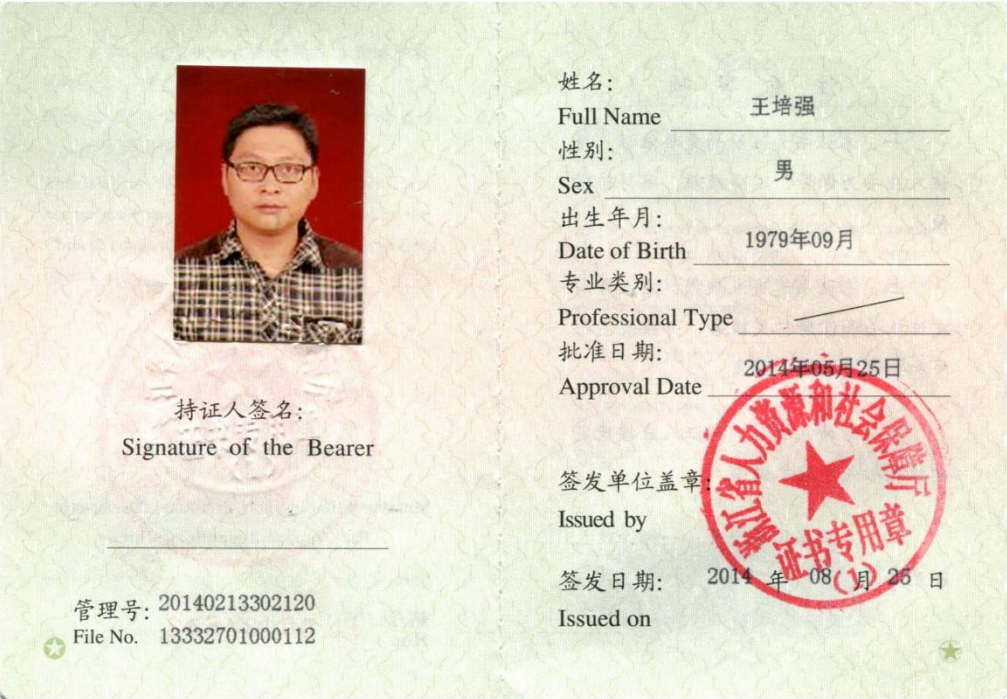 持证人签名:
Signature of the Bearer
管理号: 20140213302120
File No. 13332701000112
姓名:
Full Name 王培强
性别:
Sex 男
出生年月:
Date of Birth 1979年09月
专业类别:
Professional Type
批准日期:
Approval Date 2014年05月25日
签发单位盖章:
Issued by
浙江省人力资源和社会保障厅
证书专用章
(1)
签发日期: 2014 年 08 月 25 日
Issued on